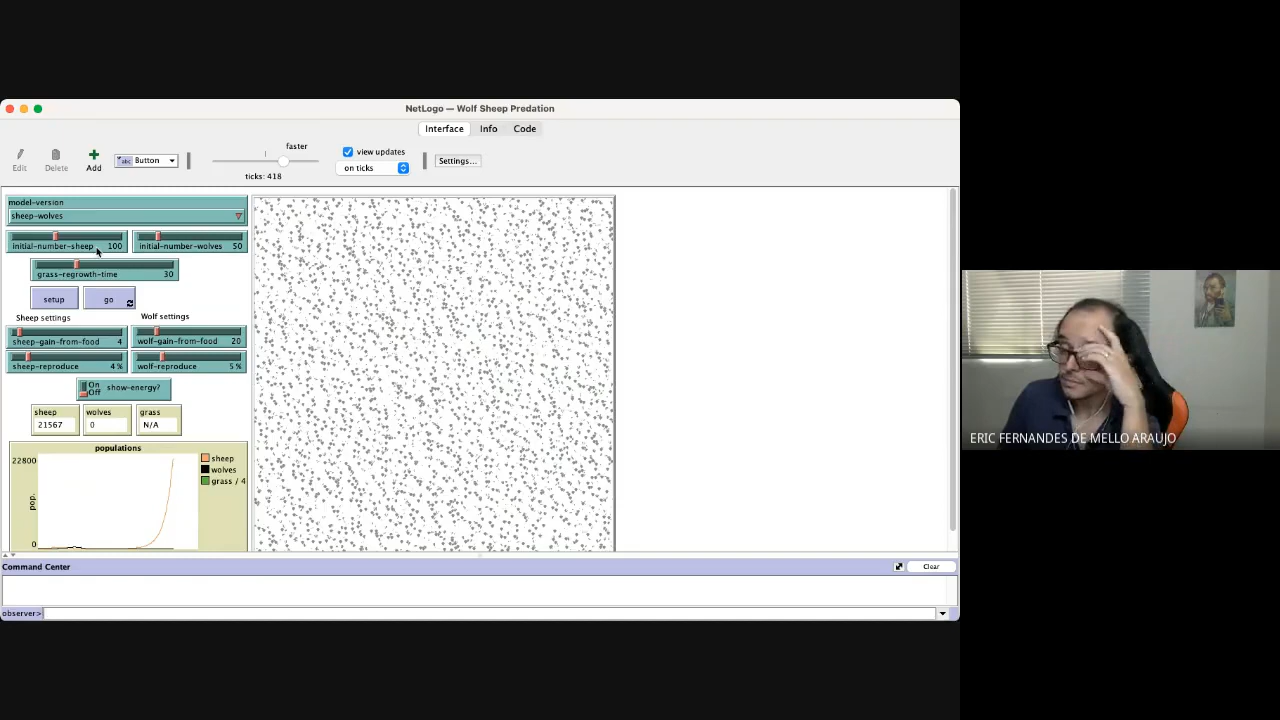 NetLogo — Wolf Sheep Predation
Interface Info Code
Edit Delete Add abc Button faster view updates on ticks Settings...
ticks: 418
model-version
sheep-wolves
initial-number-sheep 100 initial-number-wolves 50
grass-regrowth-time 30
setup go
Sheep settings Wolf settings
sheep-gain-from-food 4 wolf-gain-from-food 20
sheep-reproduce 4 % wolf-reproduce 5 %
On
Off show-energy?
sheep wolves grass
21567 0 N/A
populations
22800
pop.
0
sheep
wolves
grass / 4
Command Center Clear
observer>
ERIC FERNANDES DE MELLO ARAUJO